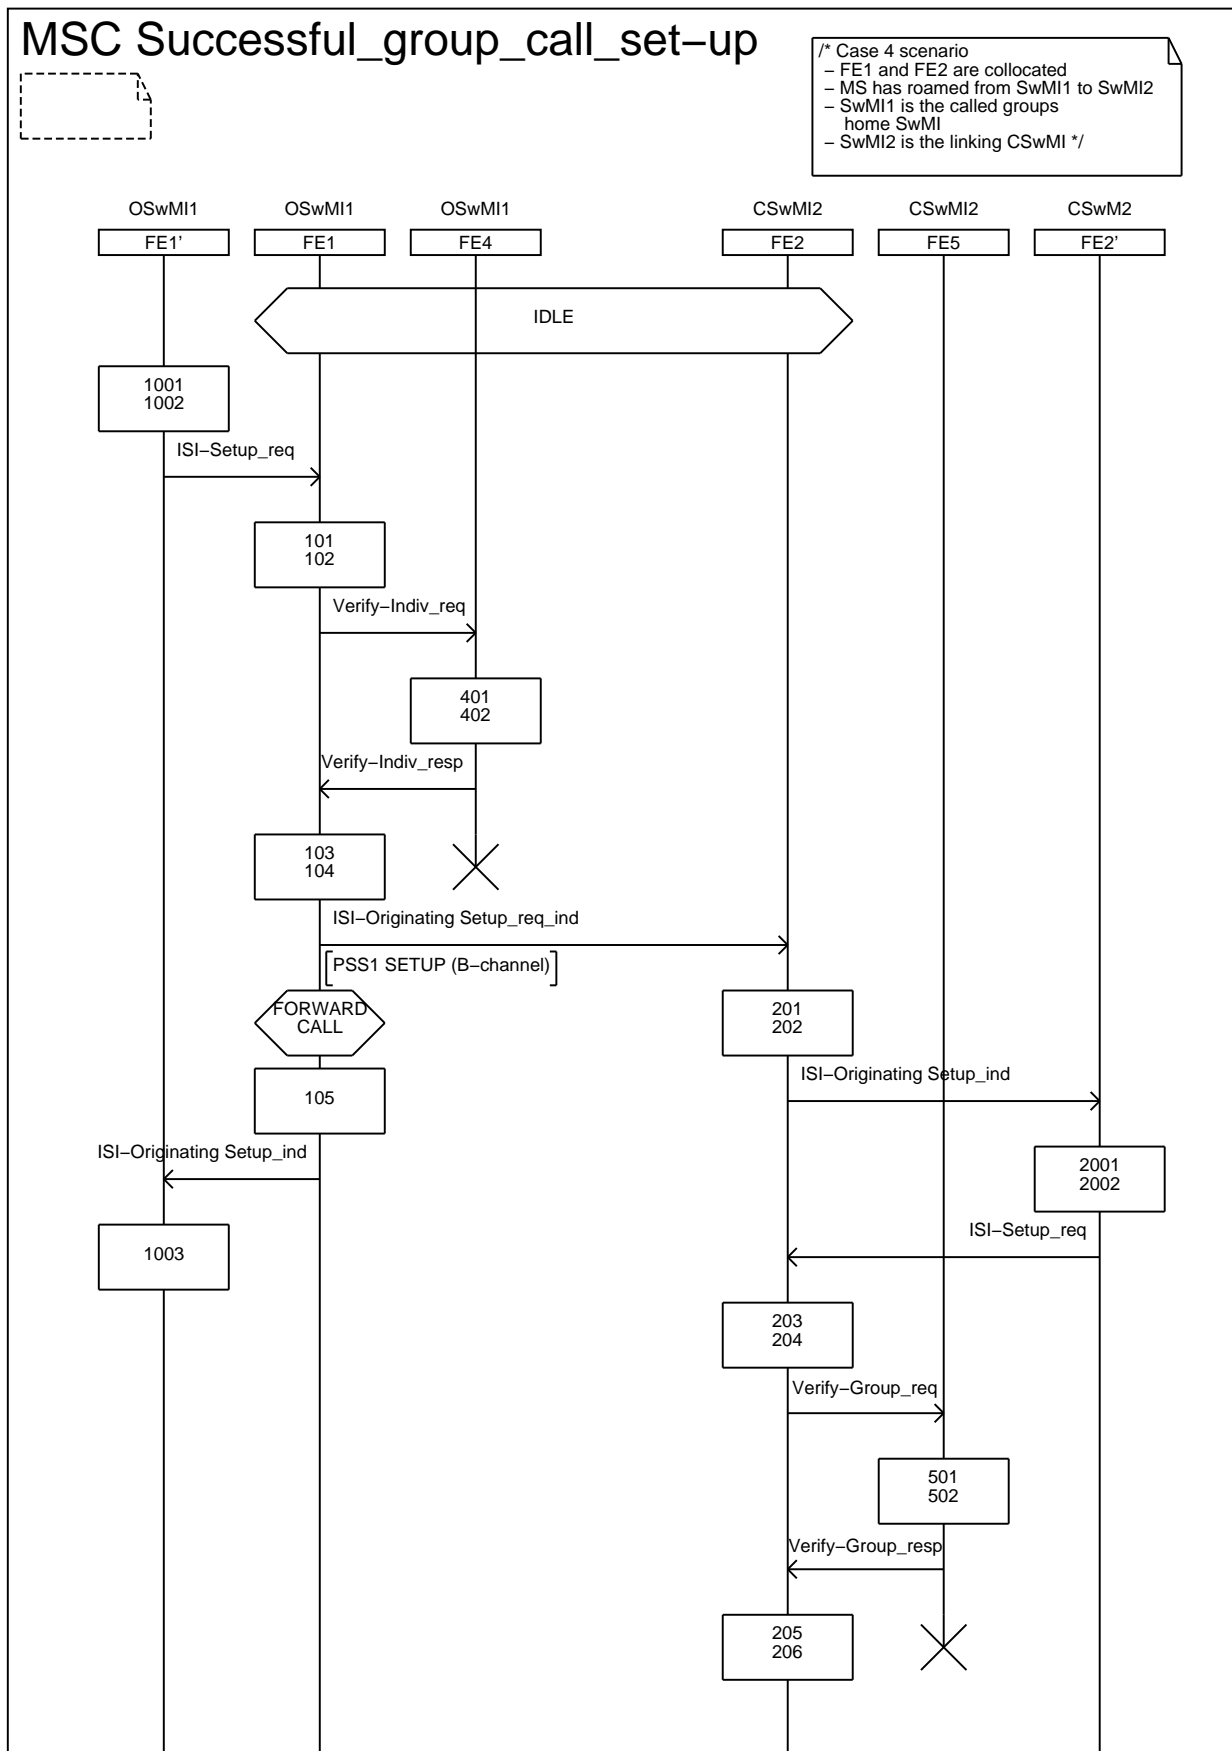 MSC Successful_group_call_set−up
/* Case 4 scenario
− FE1 and FE2 are collocated
− MS has roamed from SwMI1 to SwMI2
− SwMI1 is the called groups
home SwMI
− SwMI2 is the linking CSwMI */
OSwMI1 OSwMI1 OSwMI1 CSwMI2 CSwMI2 CSwM2
FE1' FE1 FE4 FE2 FE5 FE2'
IDLE
1001
1002
ISI−Setup_req
101
102
Verify−Indiv_req
401
402
Verify−Indiv_resp
103
104
ISI−Originating Setup_req_ind
PSS1 SETUP (B−channel)
FORWARD
CALL
201
202
ISI−Originating Setup_ind
105
ISI−Originating Setup_ind
2001
2002
ISI−Setup_req
1003
203
204
Verify−Group_req
501
502
Verify−Group_resp
205
206